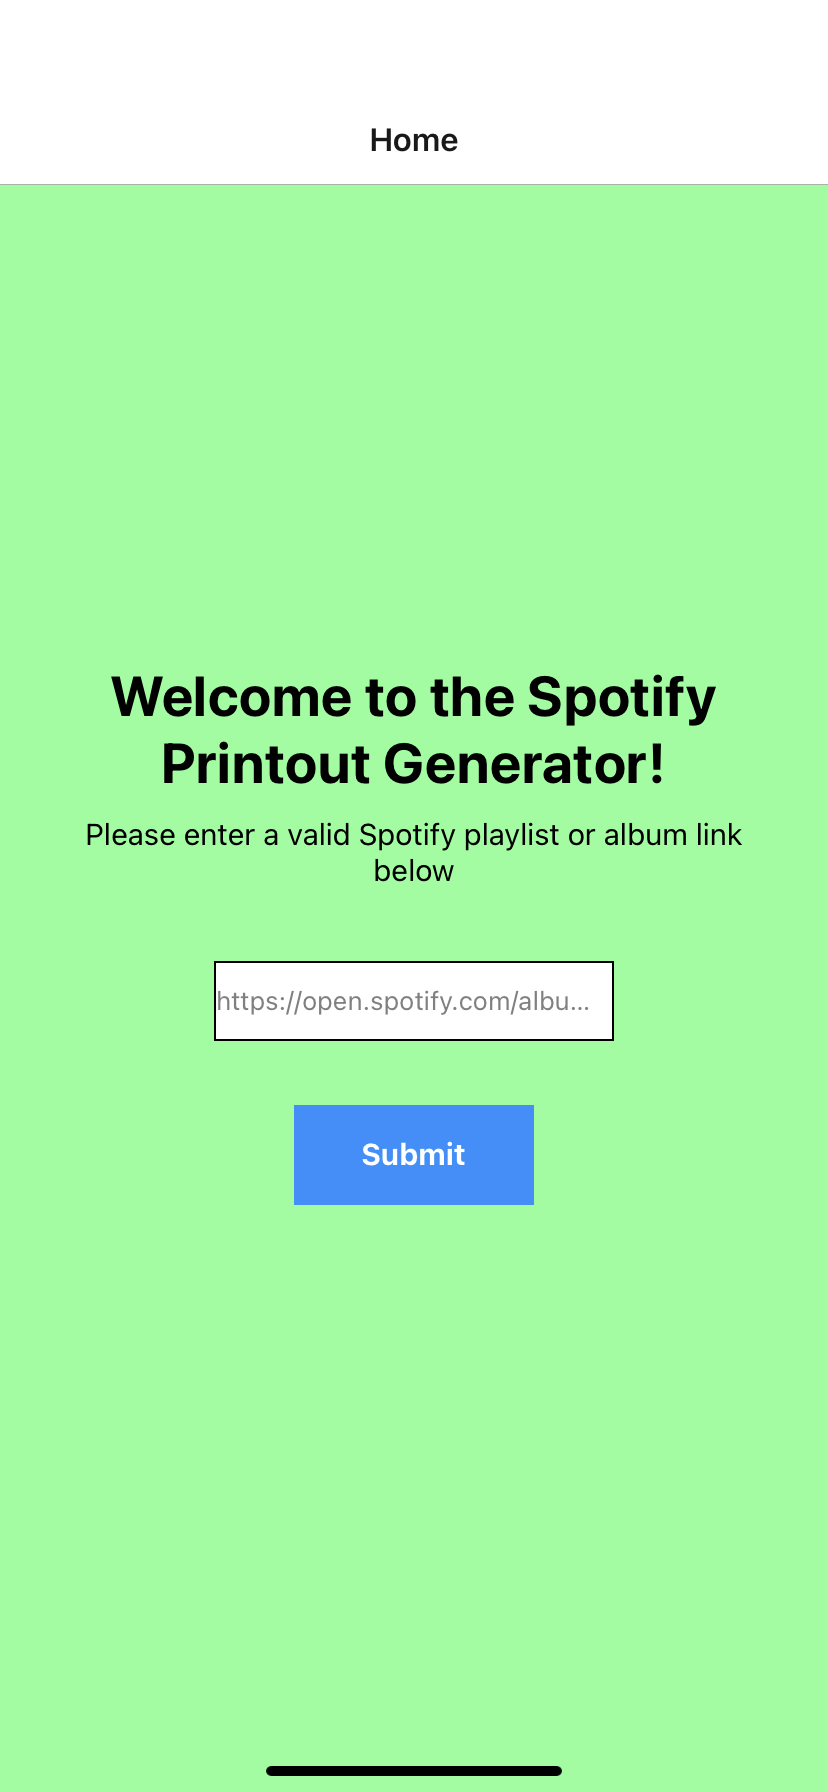 Home
Welcome to the Spotify
Printout Generator!
Please enter a valid Spotify playlist or album link
below
https://open.spotify.com/albu...
Submit